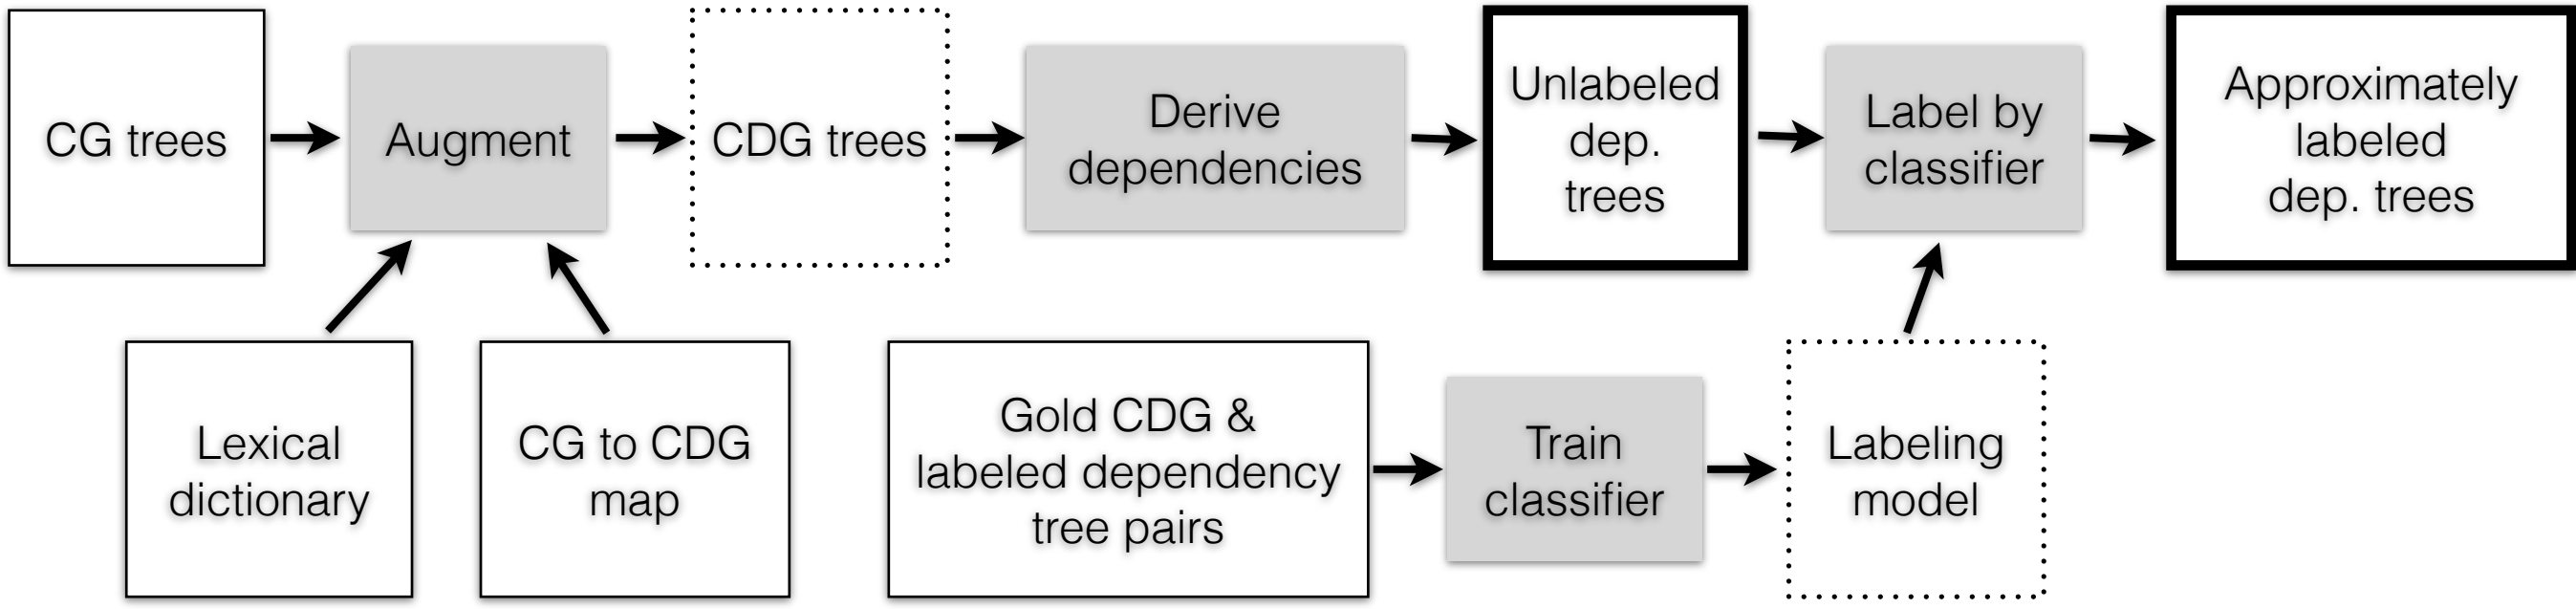 CG trees
Augment
CDG trees
Derive
dependencies
Unlabeled
dep.
trees
Label by
classifier
Approximately
labeled
dep. trees
Lexical
dictionary
CG to CDG
map
Gold CDG &
labeled dependency
tree pairs
Train
classifier
Labeling
model